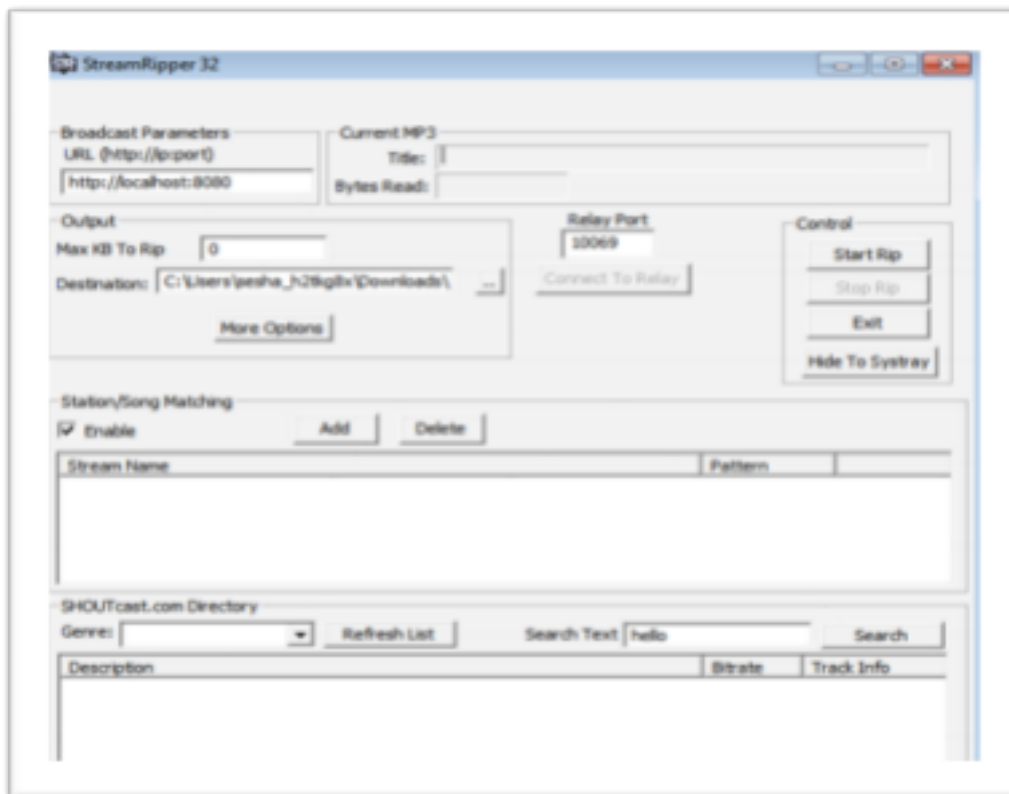 StreamRipper 32
Broadcast Parameters
URL (http://ip:port)
http://localhost:8080
Current MP3
Title:
Bytes Read:
Output
Max KB To Rip 0
Destination: C:\Users\pesha_h2tkg8x\Downloads\ ...
More Options
Relay Port
10069
Connect To Relay
Control
Start Rip
Stop Rip
Exit
Hide To Systray
Station/Song Matching
Enable Add Delete
Stream Name Pattern
SHOUTcast.com Directory
Genre: Refresh List Search Text hello Search
Description Bitrate Track Info